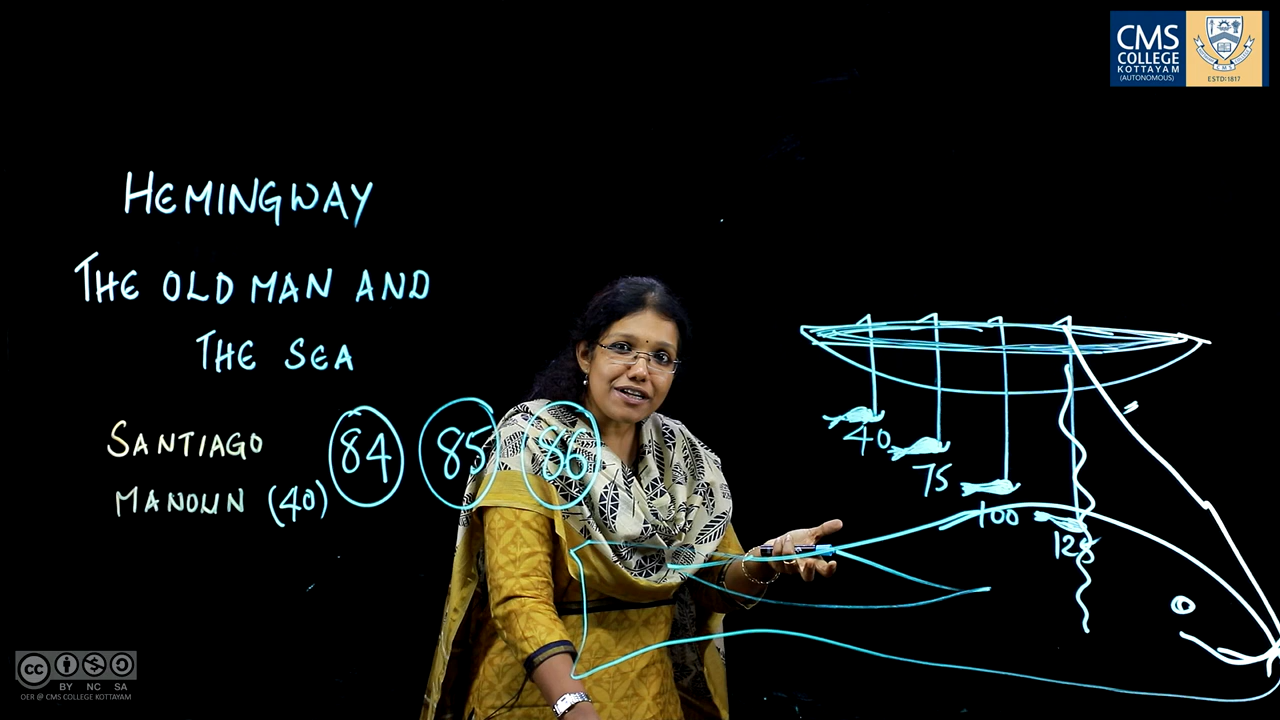 CMS
COLLEGE
KOTTAYAM
(AUTONOMOUS)
ESTD:1817
HEMINGWAY
THE OLD MAN AND
THE SEA
SANTIAGO
MANOLIN (40)
84
85
86
40
75
100
125
cc
BY NC SA
OER @ CMS COLLEGE KOTTAYAM